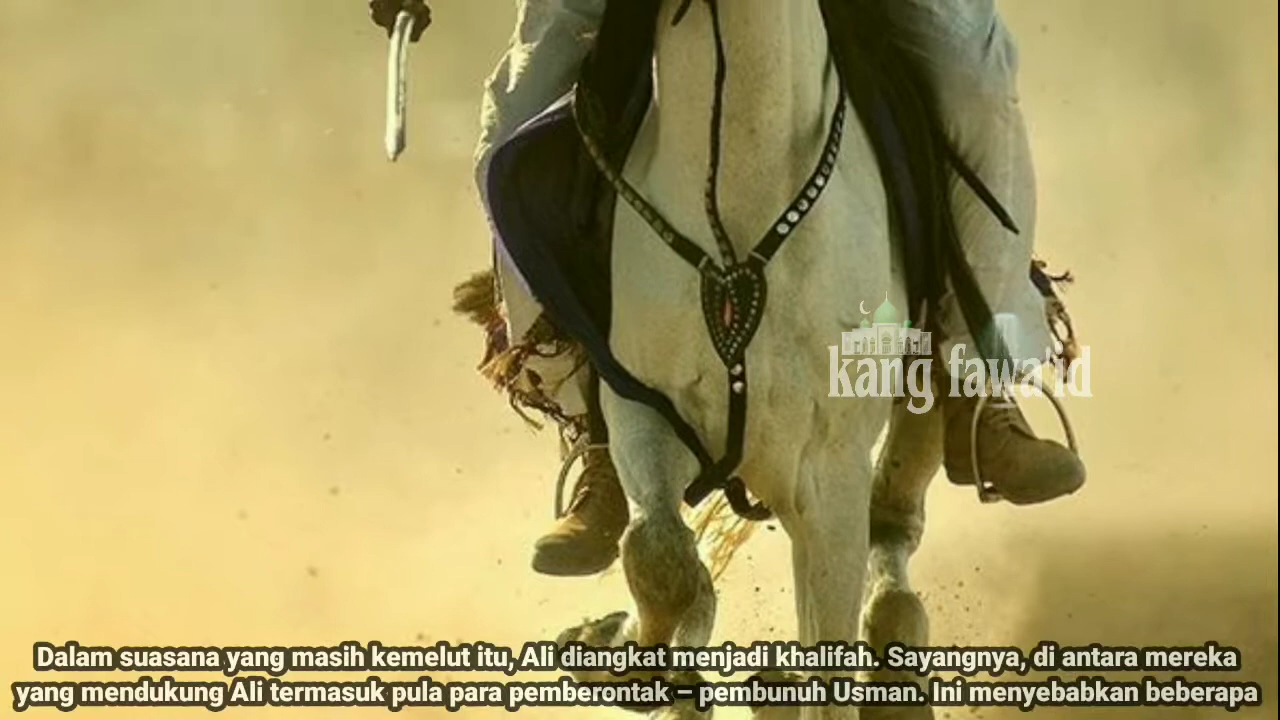 kang fawa'id
Dalam suasana yang masih kemelut itu, Ali diangkat menjadi khalifah. Sayangnya, di antara mereka
yang mendukung Ali termasuk pula para pemberontak – pembunuh Usman. Ini menyebabkan beberapa